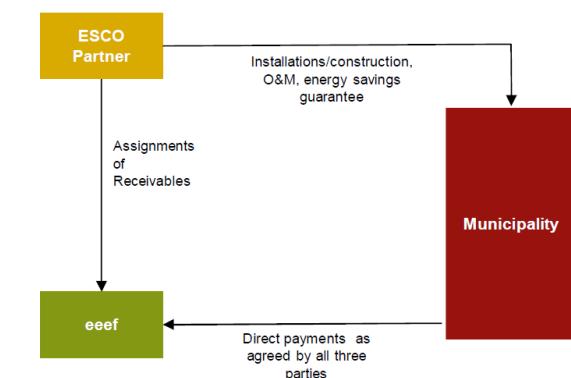 ESCO
Partner
Installations/construction,
O&M, energy savings
guarantee
Assignments
of
Receivables
Municipality
eeef
Direct payments as
agreed by all three
parties